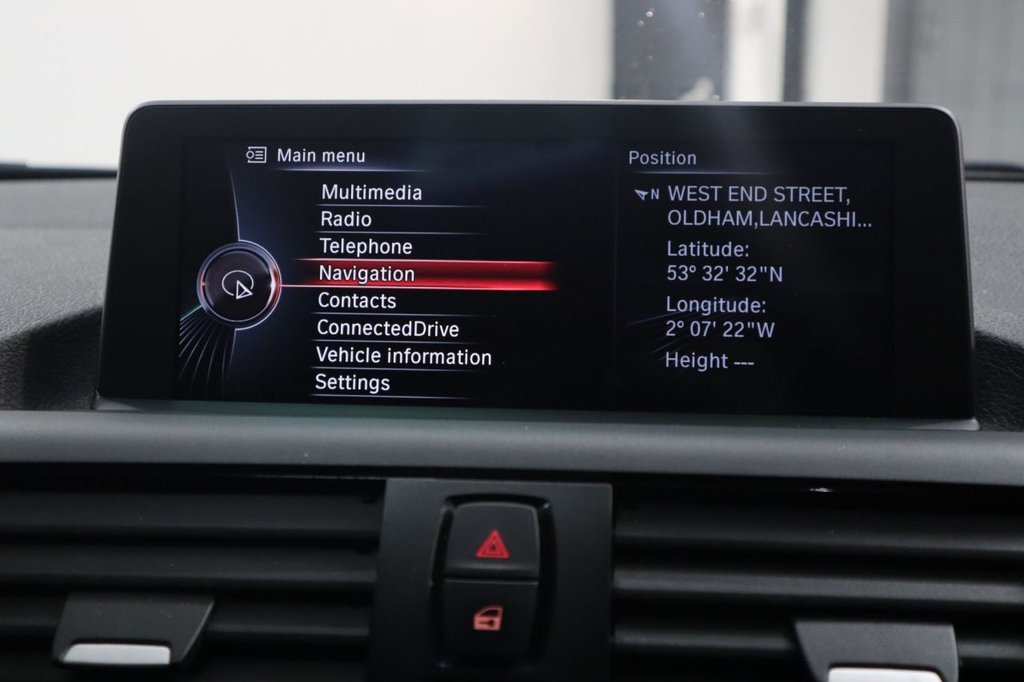 Main menu
Multimedia
Radio
Telephone
Navigation
Contacts
ConnectedDrive
Vehicle information
Settings
Position
N WEST END STREET,
OLDHAM,LANCASHI...
Latitude:
53° 32' 32"N
Longitude:
2° 07' 22"W
Height ---